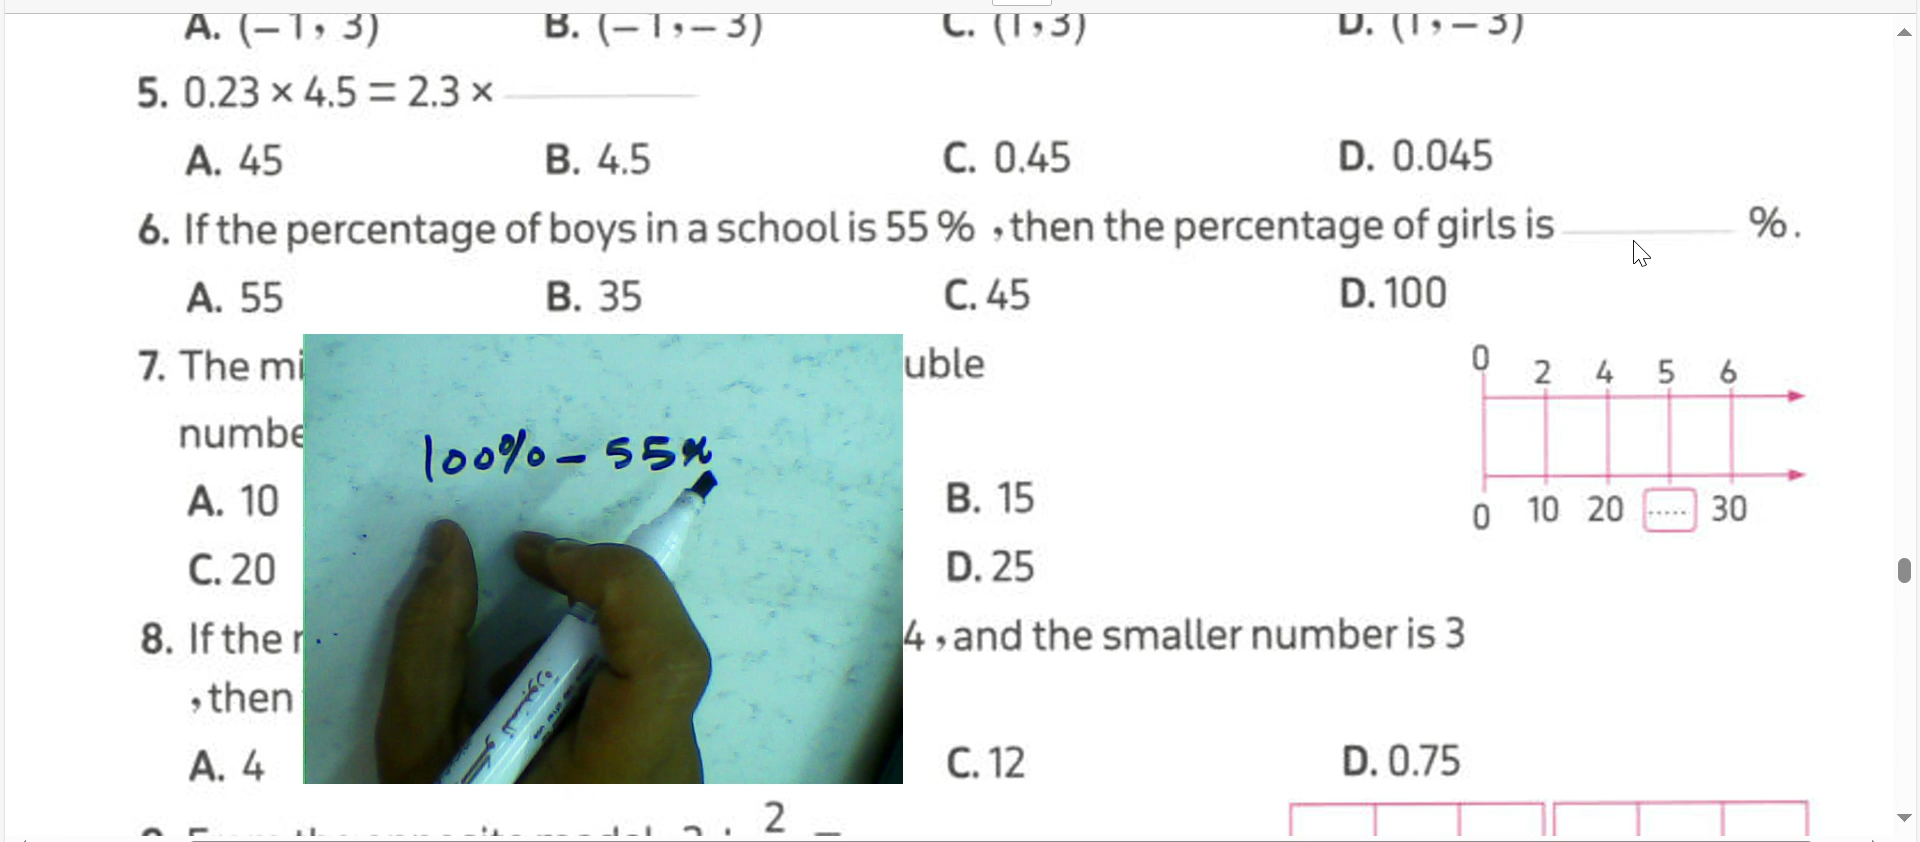 A. (−1, 3) B. (−1, −3) C. (1, 3) D. (1, −3)
5. 0.23 × 4.5 = 2.3 ×
A. 45 B. 4.5 C. 0.45 D. 0.045
6. If the percentage of boys in a school is 55 % , then the percentage of girls is %.
A. 55 B. 35 C. 45 D. 100
7. The mi uble
numbe
A. 10 B. 15
C. 20 D. 25
0 2 4 5 6
0 10 20 ..... 30
100% − 55%
8. If the r 4 , and the smaller number is 3
, then
A. 4 C. 12 D. 0.75
2